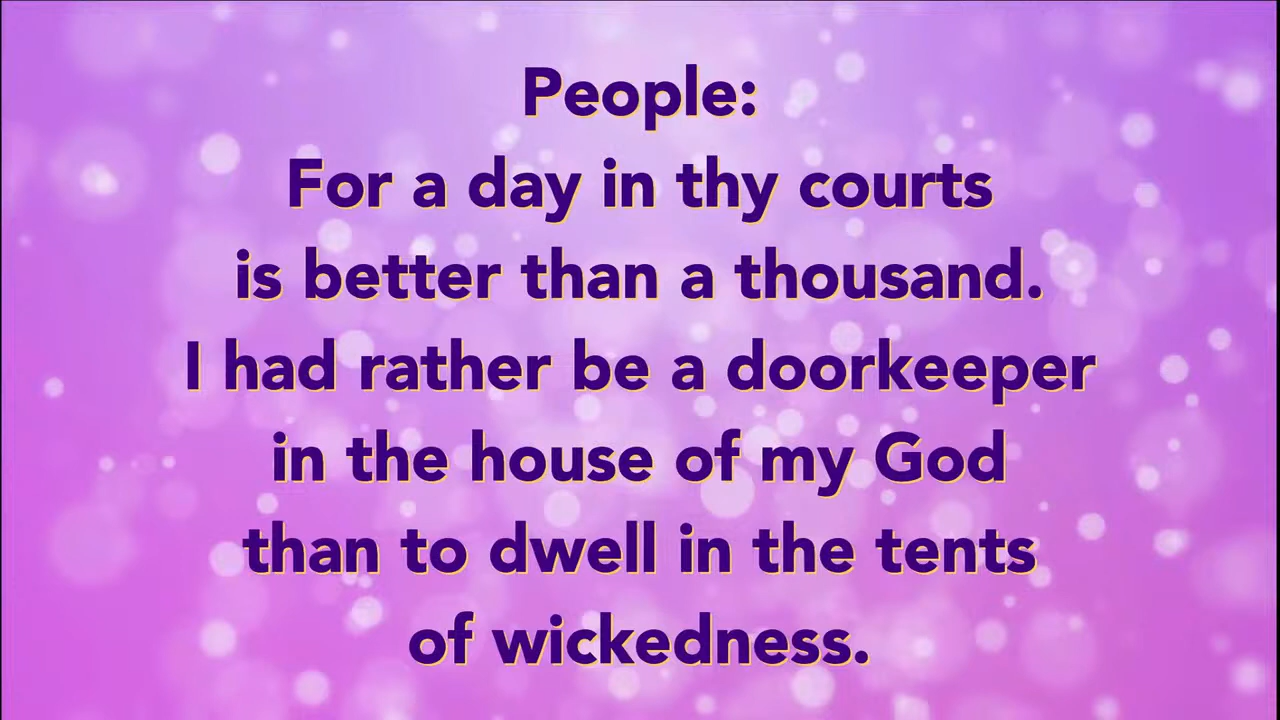 People:
For a day in thy courts
is better than a thousand.
I had rather be a doorkeeper
in the house of my God
than to dwell in the tents
of wickedness.